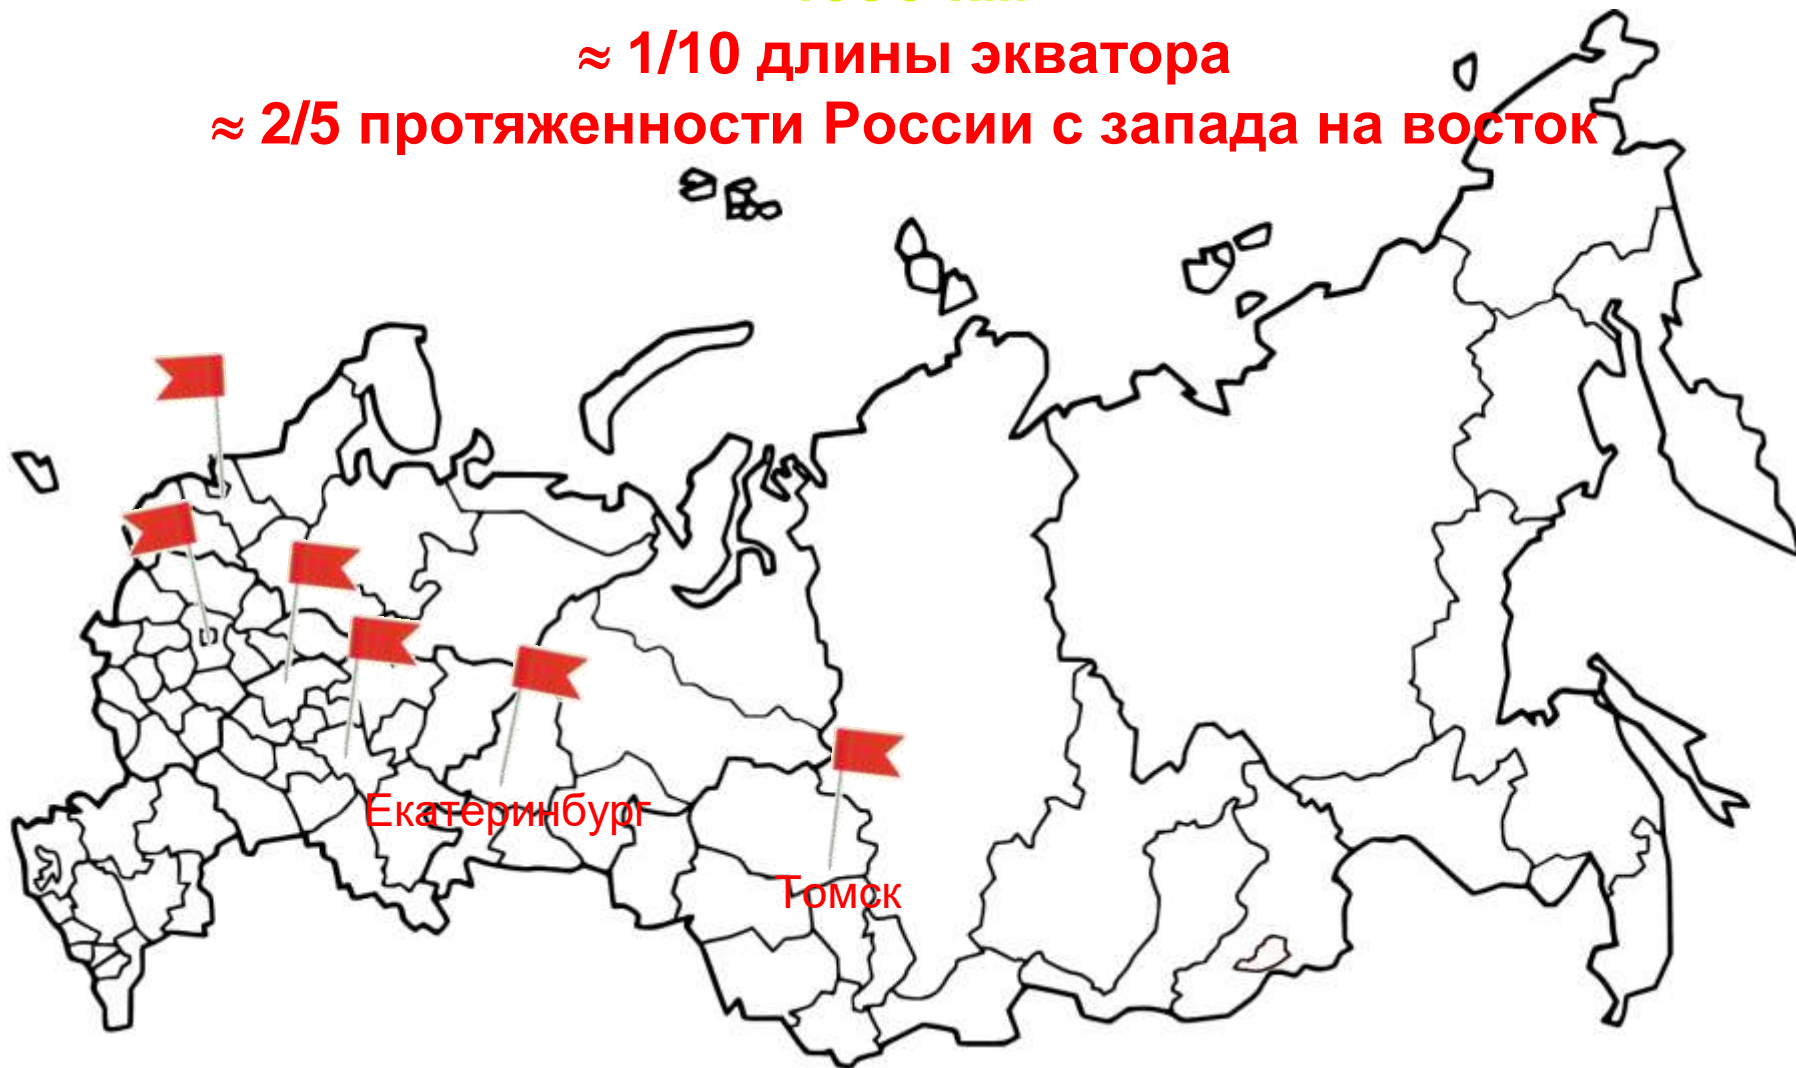 ≈ 1/10 длины экватора
≈ 2/5 протяженности России с запада на восток
Екатеринбург
Томск